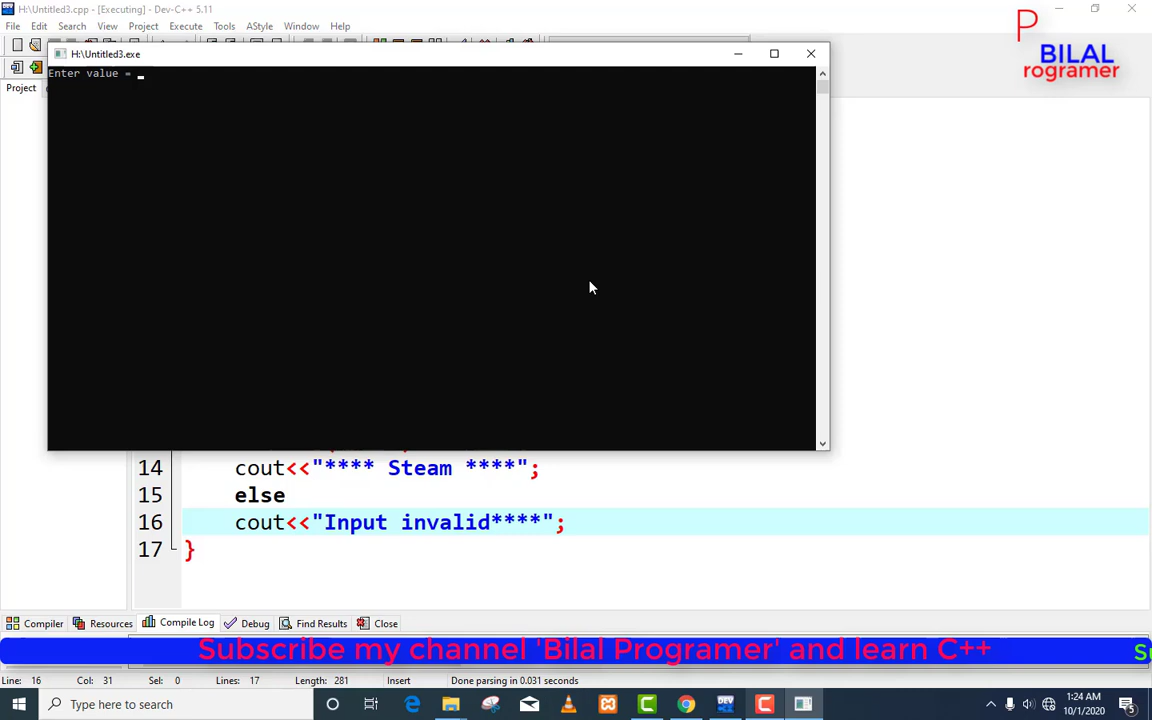 H:\Untitled3.cpp - [Executing] - Dev-C++ 5.11
File Edit Search View Project Execute Tools AStyle Window Help
P
BILAL
rogramer
H:\Untitled3.exe
Enter value =
Project
14 cout<<"**** Steam ****";
15 else
16 cout<<"Input invalid****";
17 }
Compiler Resources Compile Log Debug Find Results Close
Subscribe my channel 'Bilal Programer' and learn C++
Line: 16 Col: 31 Sel: 0 Lines: 17 Length: 281 Insert Done parsing in 0.031 seconds
Type here to search
1:24 AM
10/1/2020
5